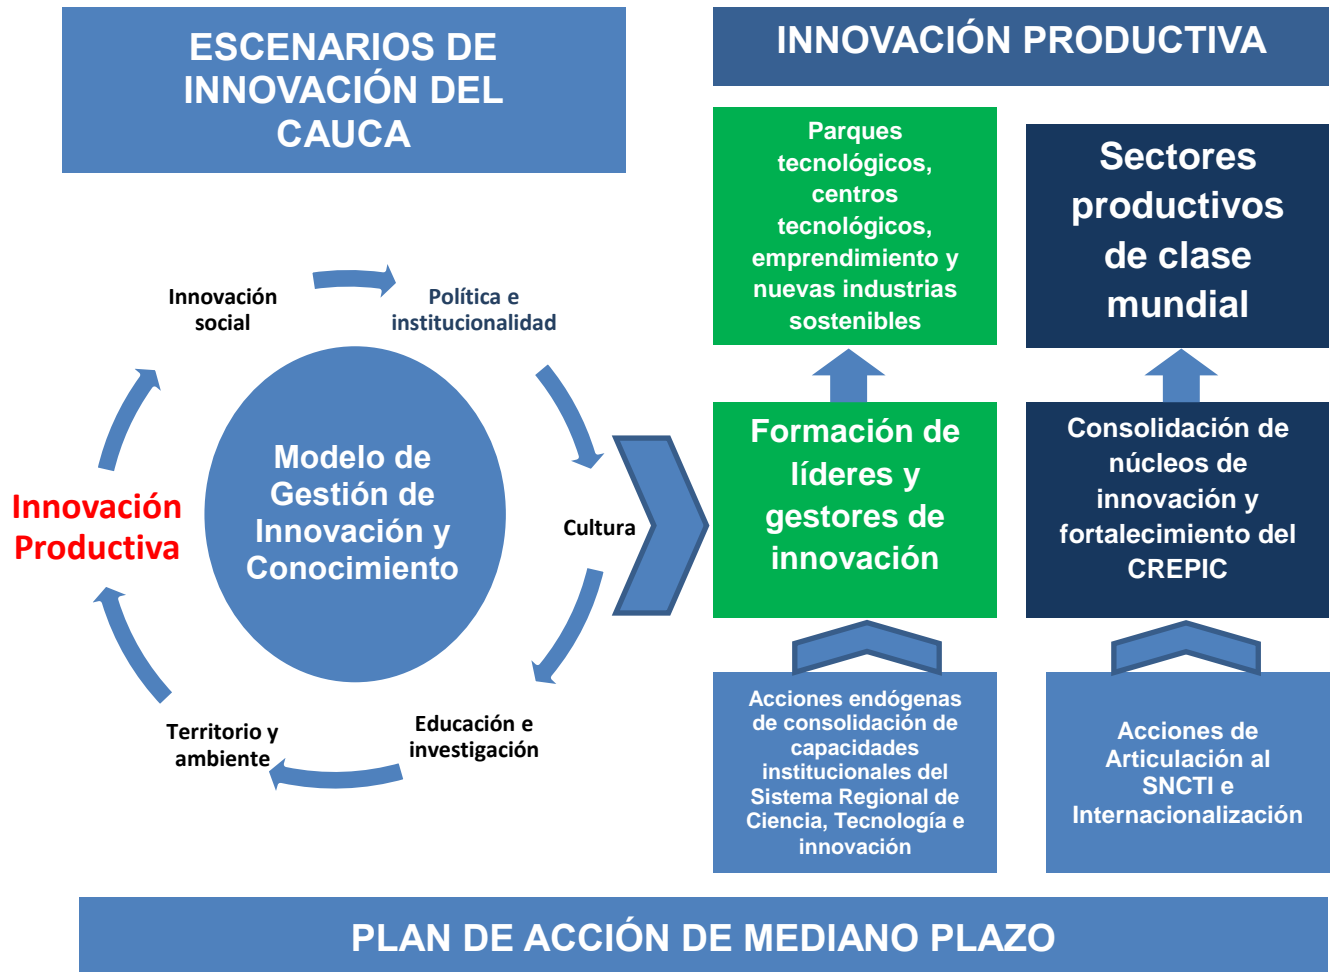 ESCENARIOS DE
INNOVACIÓN DEL
CAUCA
Innovación
social
Política e
institucionalidad
Cultura
Educación e
investigación
Territorio y
ambiente
Innovación
Productiva
Modelo de
Gestión de
Innovación y
Conocimiento
INNOVACIÓN PRODUCTIVA
Parques
tecnológicos,
centros
tecnológicos,
emprendimiento y
nuevas industrias
sostenibles
Sectores
productivos
de clase
mundial
Formación de
líderes y
gestores de
innovación
Consolidación de
núcleos de
innovación y
fortalecimiento del
CREPIC
Acciones endógenas
de consolidación de
capacidades
institucionales del
Sistema Regional de
Ciencia, Tecnología e
innovación
Acciones de
Articulación al
SNCTI e
Internacionalización
PLAN DE ACCIÓN DE MEDIANO PLAZO